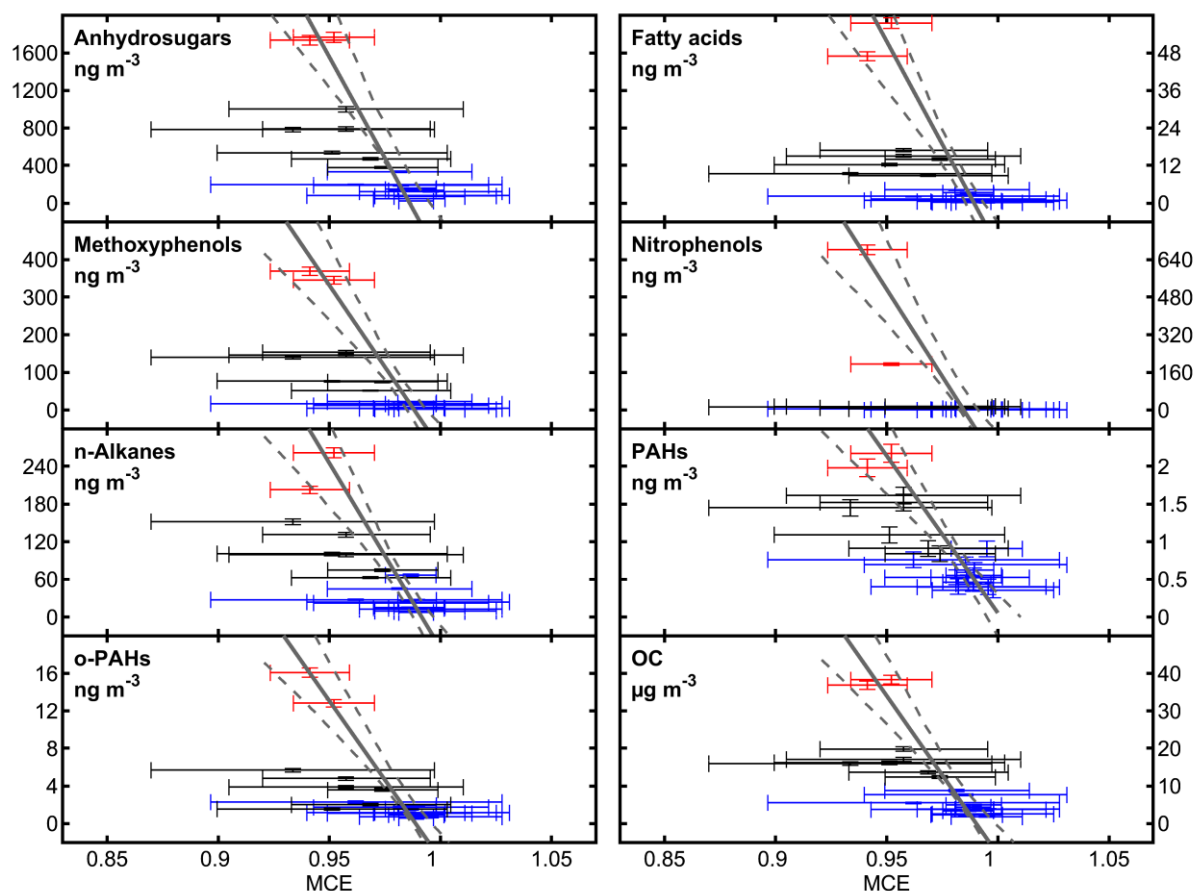 Anhydrosugars
ng m-3
1600
1200
800
400
0
Fatty acids
ng m-3
48
36
24
12
0
Methoxyphenols
ng m-3
400
300
200
100
0
Nitrophenols
ng m-3
640
480
320
160
0
n-Alkanes
ng m-3
240
180
120
60
0
PAHs
ng m-3
2
1.5
1
0.5
0
o-PAHs
ng m-3
16
12
8
4
0
OC
µg m-3
40
30
20
10
0
0.85 0.9 0.95 1 1.05
MCE
0.85 0.9 0.95 1 1.05
MCE